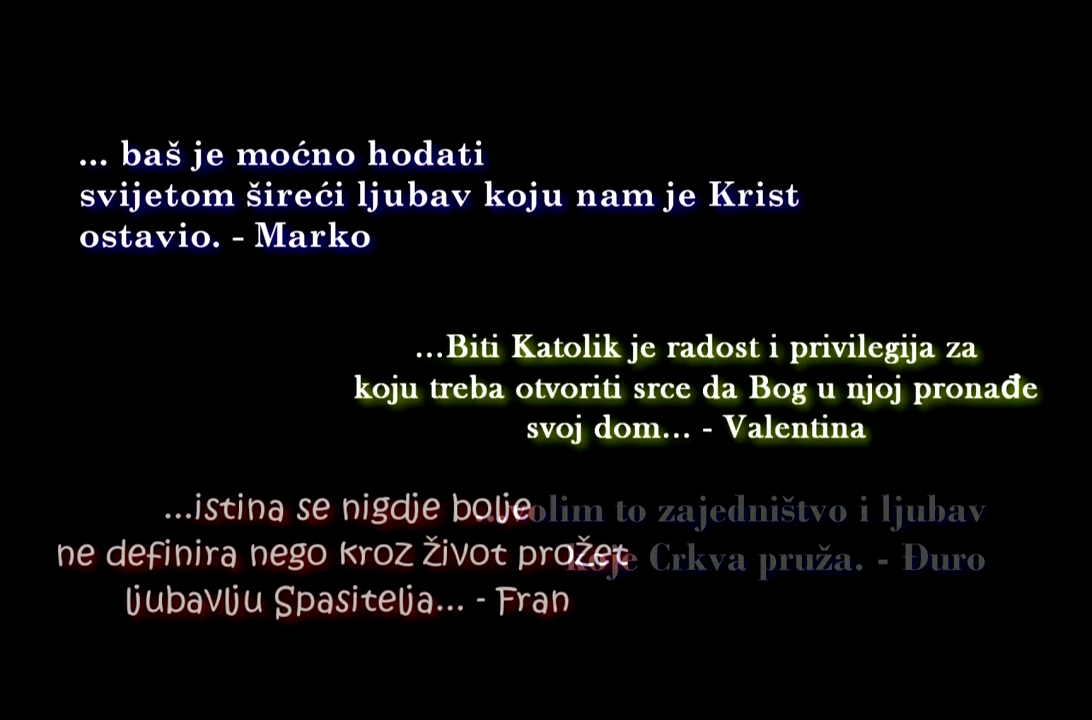 ... baš je moćno hodati
svijetom šireći ljubav koju nam je Krist
ostavio. - Marko
...Biti Katolik je radost i privilegija za
koju treba otvoriti srce da Bog u njoj pronađe
svoj dom... - Valentina
...istina se nigdje bolje
ne definira nego kroz život prožet
ljubavlju Spasitelja... - Fran
to zajedništvo i ljubav
koje Crkva pruža. - Đuro